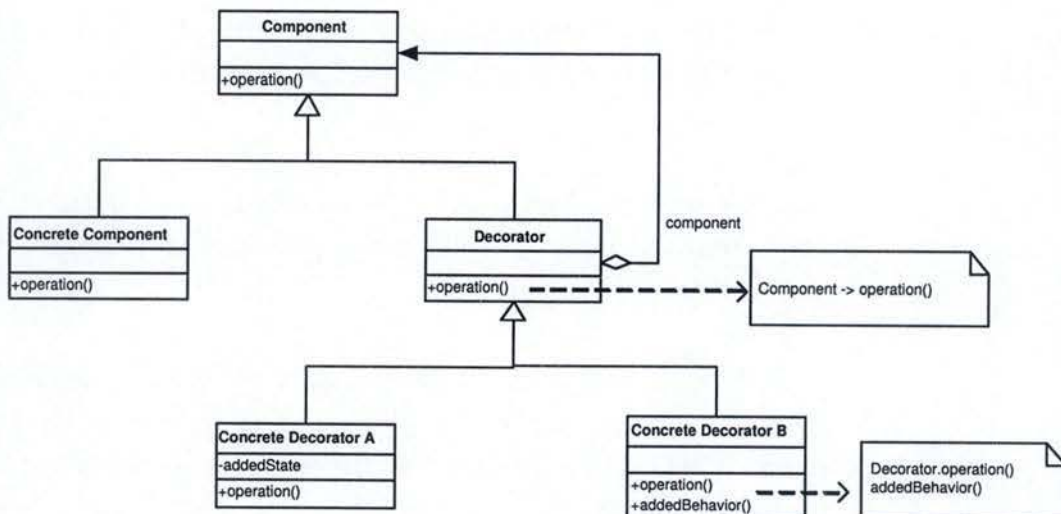 Component
+operation()
component
Concrete Component
+operation()
Decorator
+operation()
Component -> operation()
Concrete Decorator A
-addedState
+operation()
Concrete Decorator B
+operation()
+addedBehavior()
Decorator.operation()
addedBehavior()